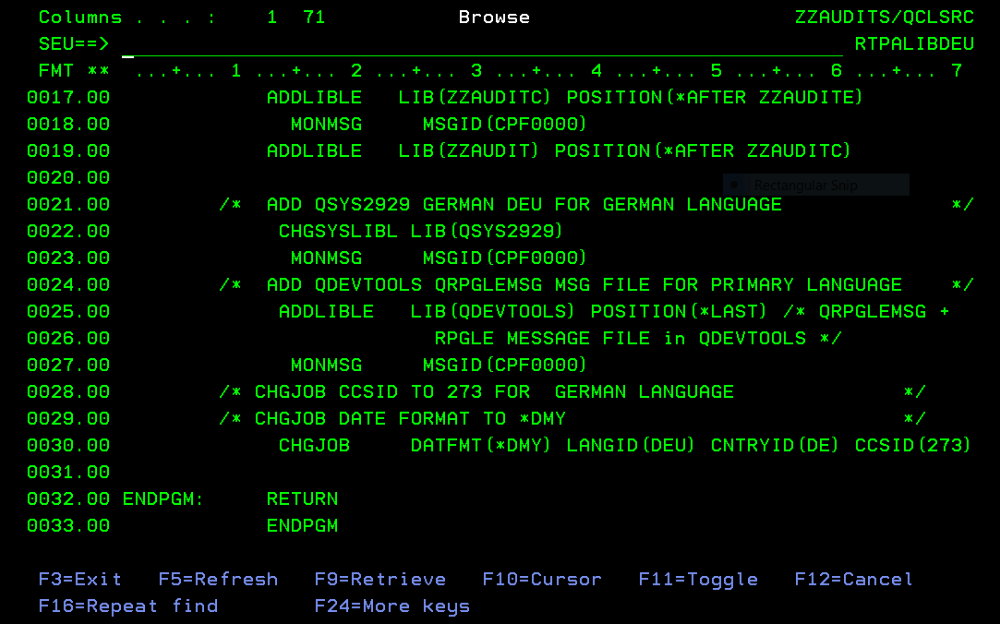 Columns . . . :    1  71            Browse                      ZZAUDITS/QCLSRC
SEU==>                                                               RTPALIBDEU
FMT **  ...+... 1 ...+... 2 ...+... 3 ...+... 4 ...+... 5 ...+... 6 ...+... 7
0017.00             ADDLIBLE   LIB(ZZAUDITC) POSITION(*AFTER ZZAUDITE)
0018.00               MONMSG     MSGID(CPF0000)
0019.00             ADDLIBLE   LIB(ZZAUDIT) POSITION(*AFTER ZZAUDITC)
0020.00
Rectangular Snip
0021.00         /*  ADD QSYS2929 GERMAN DEU FOR GERMAN LANGUAGE              */
0022.00              CHGSYSLIBL LIB(QSYS2929)
0023.00               MONMSG     MSGID(CPF0000)
0024.00         /*  ADD QDEVTOOLS QRPGLEMSG MSG FILE FOR PRIMARY LANGUAGE    */
0025.00              ADDLIBLE   LIB(QDEVTOOLS) POSITION(*LAST) /* QRPGLEMSG +
0026.00                           RPGLE MESSAGE FILE in QDEVTOOLS */
0027.00               MONMSG     MSGID(CPF0000)
0028.00         /* CHGJOB CCSID TO 273 FOR  GERMAN LANGUAGE              */
0029.00         /* CHGJOB DATE FORMAT TO *DMY                            */
0030.00              CHGJOB     DATFMT(*DMY) LANGID(DEU) CNTRYID(DE) CCSID(273)
0031.00
0032.00 ENDPGM:     RETURN
0033.00             ENDPGM
F3=Exit   F5=Refresh   F9=Retrieve   F10=Cursor   F11=Toggle   F12=Cancel
F16=Repeat find        F24=More keys